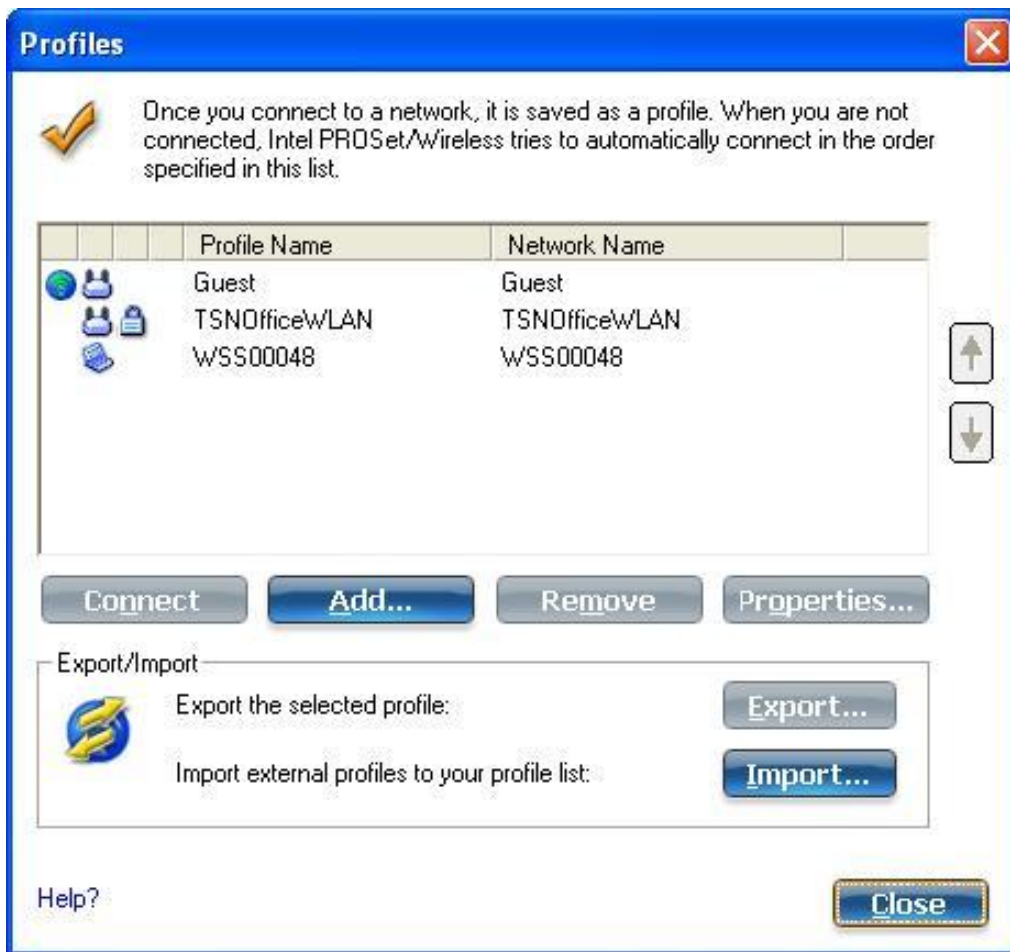 Profiles
Once you connect to a network, it is saved as a profile. When you are not
connected, Intel PROSet/Wireless tries to automatically connect in the order
specified in this list.
Profile Name Network Name
Guest Guest
TSNOfficeWLAN TSNOfficeWLAN
WSS00048 WSS00048
Connect Add... Remove Properties...
Export/Import
Export the selected profile: Export...
Import external profiles to your profile list: Import...
Help? Close